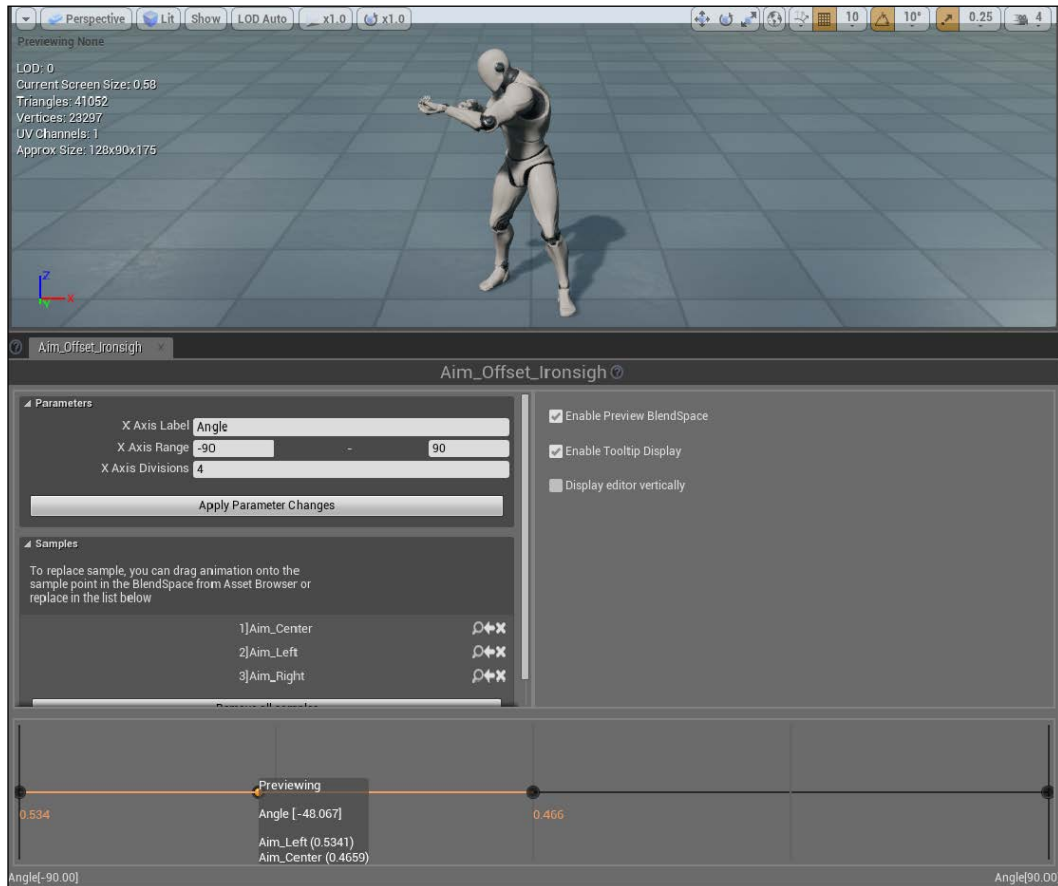 Perspective Lit Show LOD Auto x1.0 x1.0 10 10° 0.25 4
Previewing None
LOD: 0
Current Screen Size: 0.58
Triangles: 41052
Vertices: 23297
UV Channels: 1
Approx Size: 128x90x175
Z
X
Y
Aim_Offset_Ironsigh
Aim_Offset_Ironsigh
Parameters
X Axis Label Angle
X Axis Range -90 - 90
X Axis Divisions 4
Apply Parameter Changes
Enable Preview BlendSpace
Enable Tooltip Display
Display editor vertically
Samples
To replace sample, you can drag animation onto the
sample point in the BlendSpace from Asset Browser or
replace in the list below
1]Aim_Center
2]Aim_Left
3]Aim_Right
Remove all samples
Previewing
Angle [-48.067]
Aim_Left (0.5341)
Aim_Center (0.4659)
0.534
0.466
Angle[-90.00]
Angle[90.00